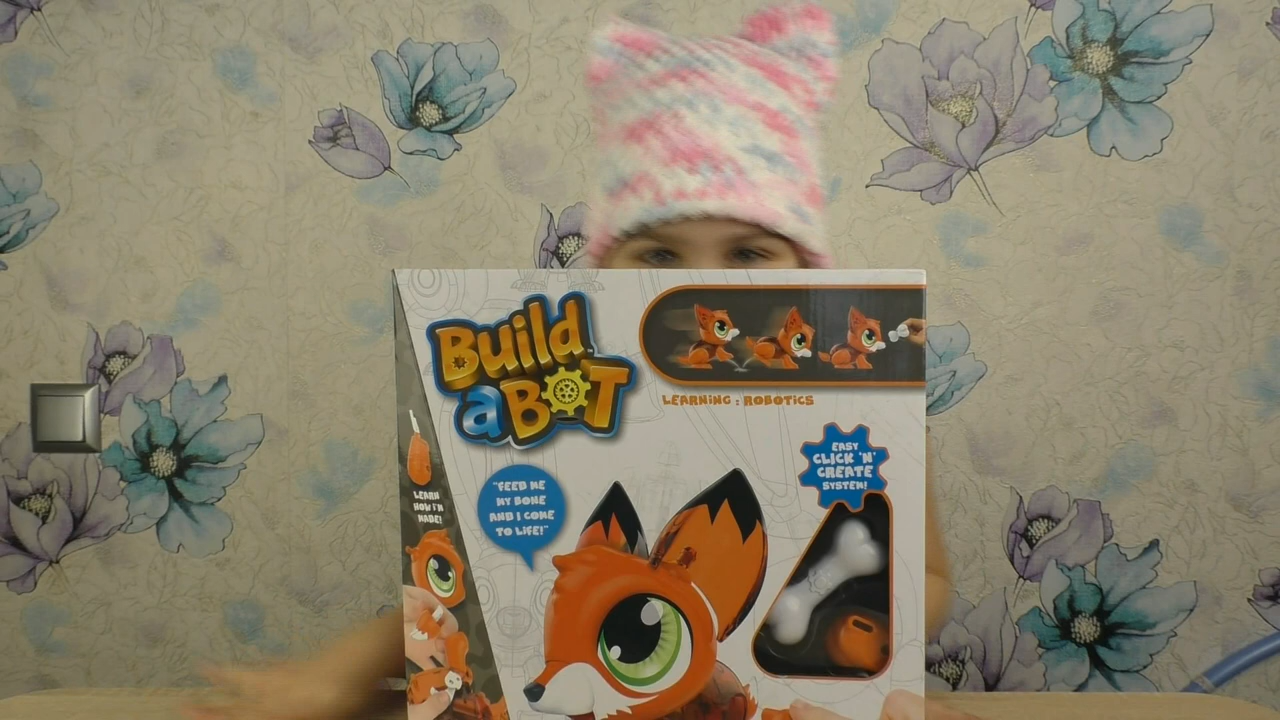 Build
a BOT
LEARNING : ROBOTICS
EASY
CLICK 'N'
CREATE
SYSTEM!
"FEED ME
MY BONE
AND I COME
TO LIFE!"
LEARN
HOW I'M
MADE!